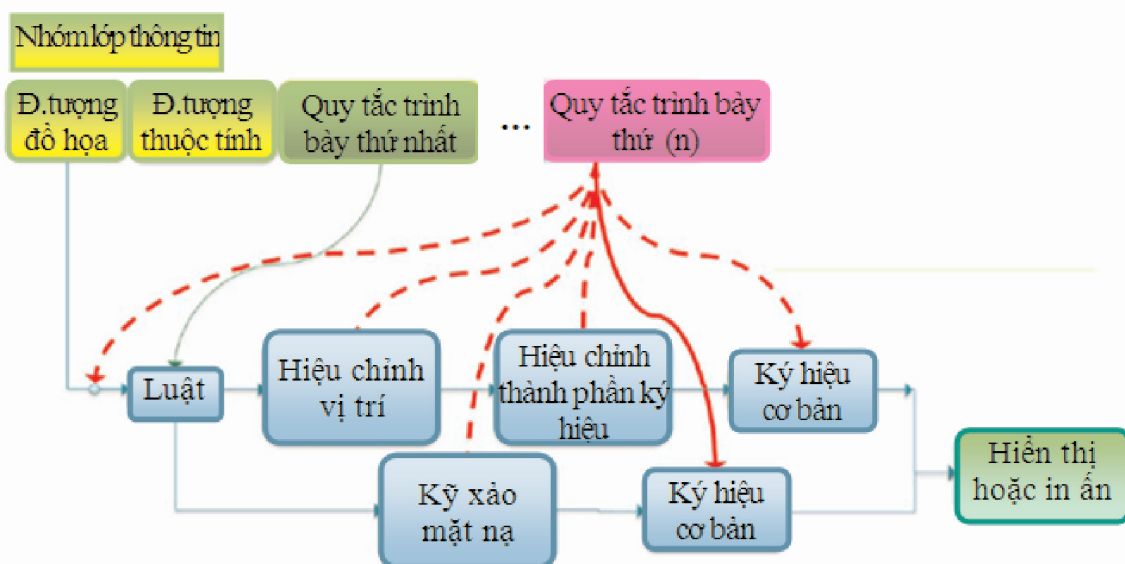 Nhóm lớp thông tin
Đ.tượng
đồ họa
Đ.tượng
thuộc tính
Quy tắc trình
bày thứ nhất
...
Quy tắc trình bày
thứ (n)
Luật
Hiệu chỉnh
vị trí
Hiệu chỉnh
thành phần ký
hiệu
Ký hiệu
cơ bản
Kỹ xảo
mặt nạ
Ký hiệu
cơ bản
Hiển thị
hoặc in ấn